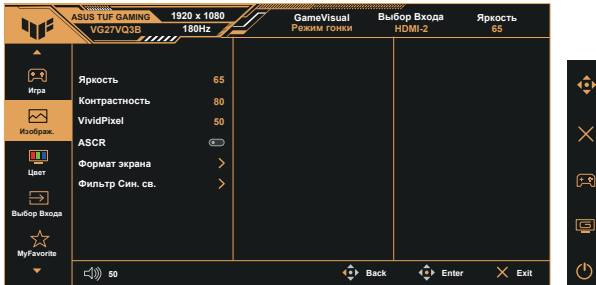 ASUS TUF GAMING 1920 x 1080 GameVisual Выбор Входа Яркость
VG27VQ3B 180Hz Режим гонки HDMI-2 65
Игра
Изображ.
Цвет
Выбор Входа
MyFavorite
Яркость 65
Контрастность 80
VividPixel 50
ASCR
Формат экрана
Фильтр Син. св.
50 Back Enter Exit